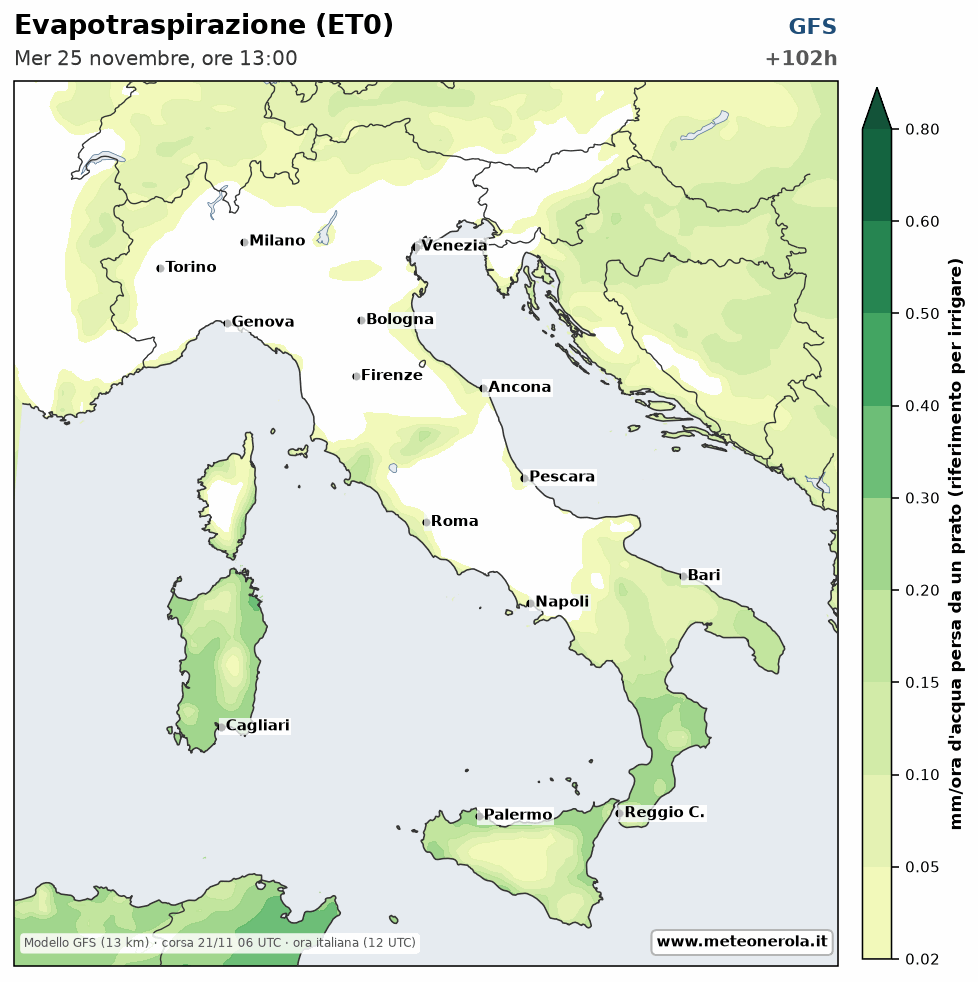 Evapotraspirazione (ET0)
GFS
Mer 25 novembre, ore 13:00
+102h
Milano
Venezia
Torino
Genova
Bologna
Firenze
Ancona
Pescara
Roma
Bari
Napoli
Cagliari
Palermo
Reggio C.
0.80
0.60
0.50
0.40
0.30
0.20
0.15
0.10
0.05
0.02
mm/ora d'acqua persa da un prato (riferimento per irrigare)
Modello GFS (13 km) · corsa 21/11 06 UTC · ora italiana (12 UTC)
www.meteonerola.it